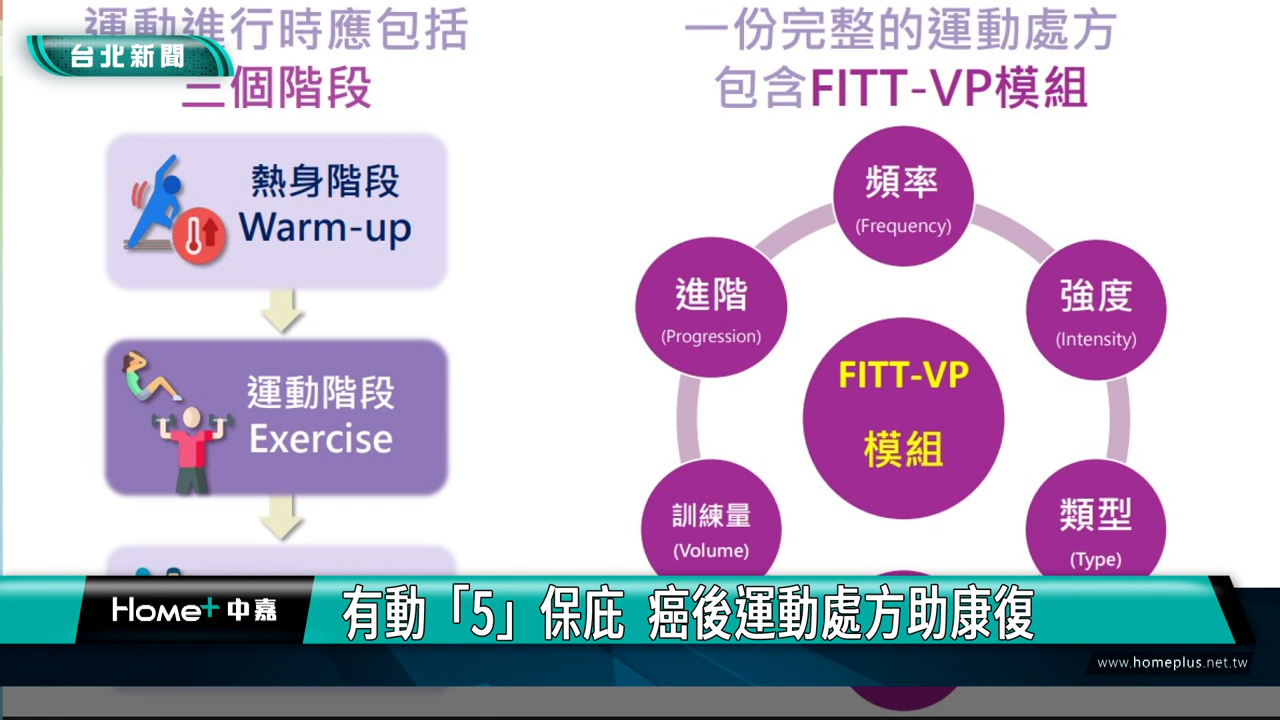 台北新聞
運動進行時應包括
三個階段
熱身階段
Warm-up
運動階段
Exercise
一份完整的運動處方
包含FITT-VP模組
頻率
(Frequency)
強度
(Intensity)
類型
(Type)
訓練量
(Volume)
進階
(Progression)
FITT-VP
模組
Home+中嘉
有動「5」保庇 癌後運動處方助康復
www.homeplus.net.tw